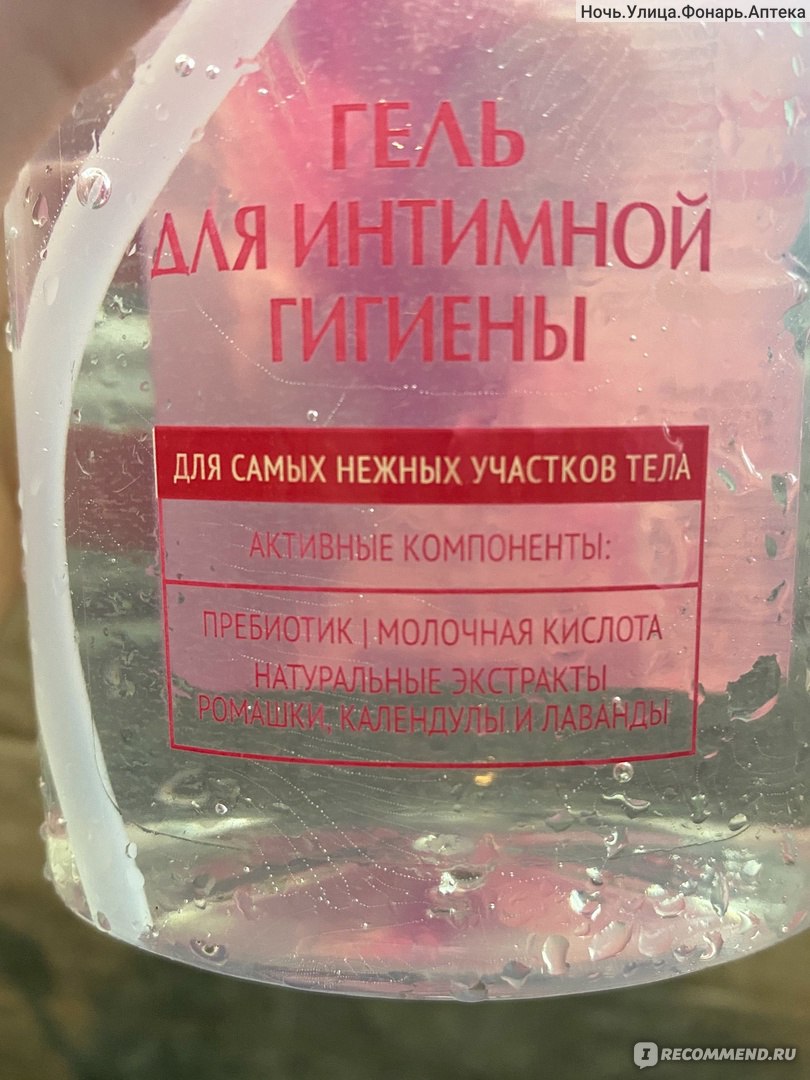 Ночь.Улица.Фонарь.Аптека
ГЕЛЬ
ДЛЯ ИНТИМНОЙ
ГИГИЕНЫ
ДЛЯ САМЫХ НЕЖНЫХ УЧАСТКОВ ТЕЛА
АКТИВНЫЕ КОМПОНЕНТЫ:
ПРЕБИОТИК | МОЛОЧНАЯ КИСЛОТА
НАТУРАЛЬНЫЕ ЭКСТРАКТЫ
РОМАШКИ, КАЛЕНДУЛЫ И ЛАВАНДЫ
IRECOMMEND.RU